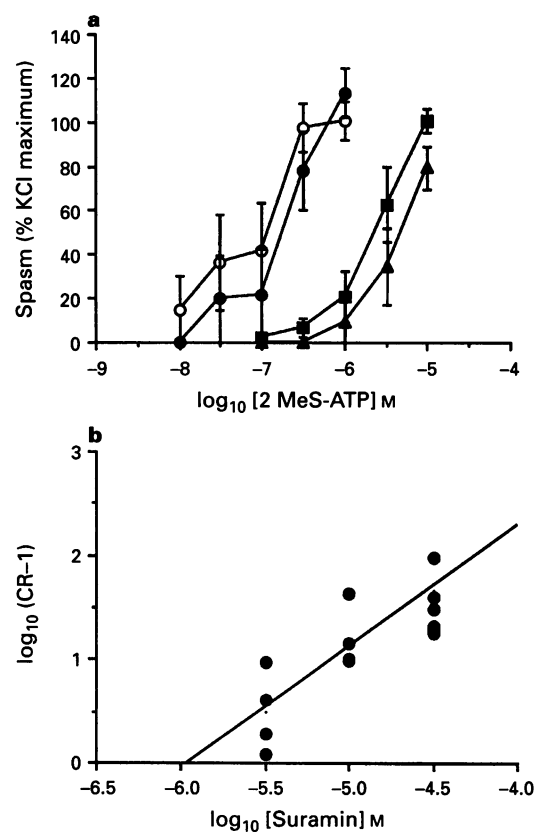 a
140
120
100
80
60
40
20
0
Spasm (% KCl maximum)
−9 −8 −7 −6 −5 −4
log₁₀ [2 MeS-ATP] M
b
3
2
1
0
log₁₀ (CR−1)
−6.5 −6.0 −5.5 −5.0 −4.5 −4.0
log₁₀ [Suramin] M